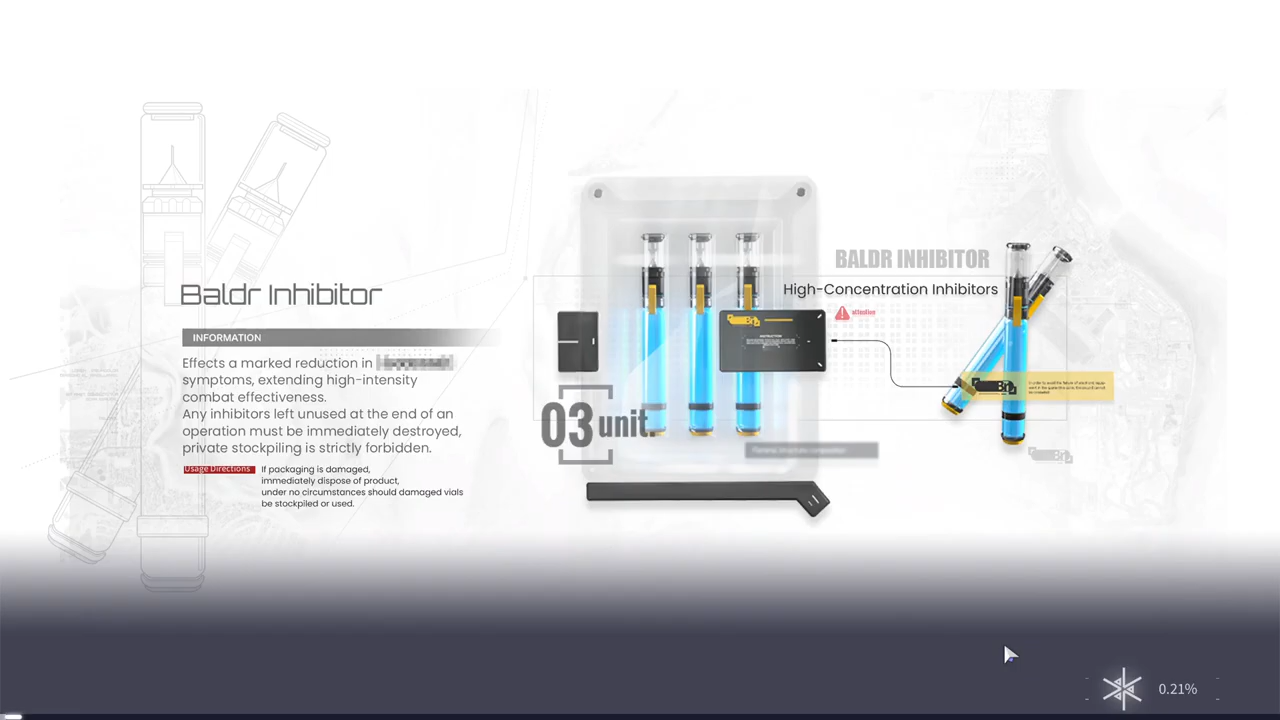 Baldr Inhibitor
INFORMATION
Effects a marked reduction in
symptoms, extending high-intensity
combat effectiveness.
Any inhibitors left unused at the end of an
operation must be immediately destroyed,
private stockpiling is strictly forbidden.
Usage Directions
If packaging is damaged,
immediately dispose of product,
under no circumstances should damaged vials
be stockpiled or used.
03 unit.
BALDR INHIBITOR
High-Concentration Inhibitors
attention
0.21%